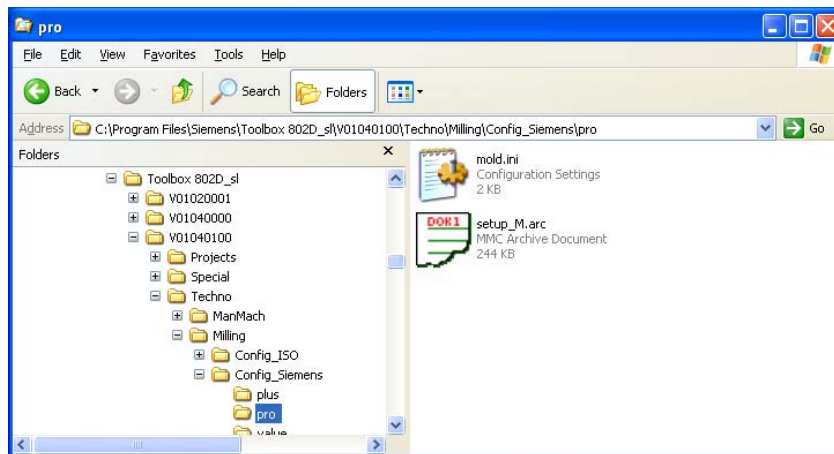 pro
File Edit View Favorites Tools Help
Back Search Folders
Address C:\Program Files\Siemens\Toolbox 802D_sl\V01040100\Techno\Milling\Config_Siemens\pro Go
Folders
Toolbox 802D_sl
V01020001
V01040000
V01040100
Projects
Special
Techno
ManMach
Milling
Config_ISO
Config_Siemens
plus
pro
value
mold.ini
Configuration Settings
2 KB
DOK1
setup_M.arc
MMC Archive Document
244 KB